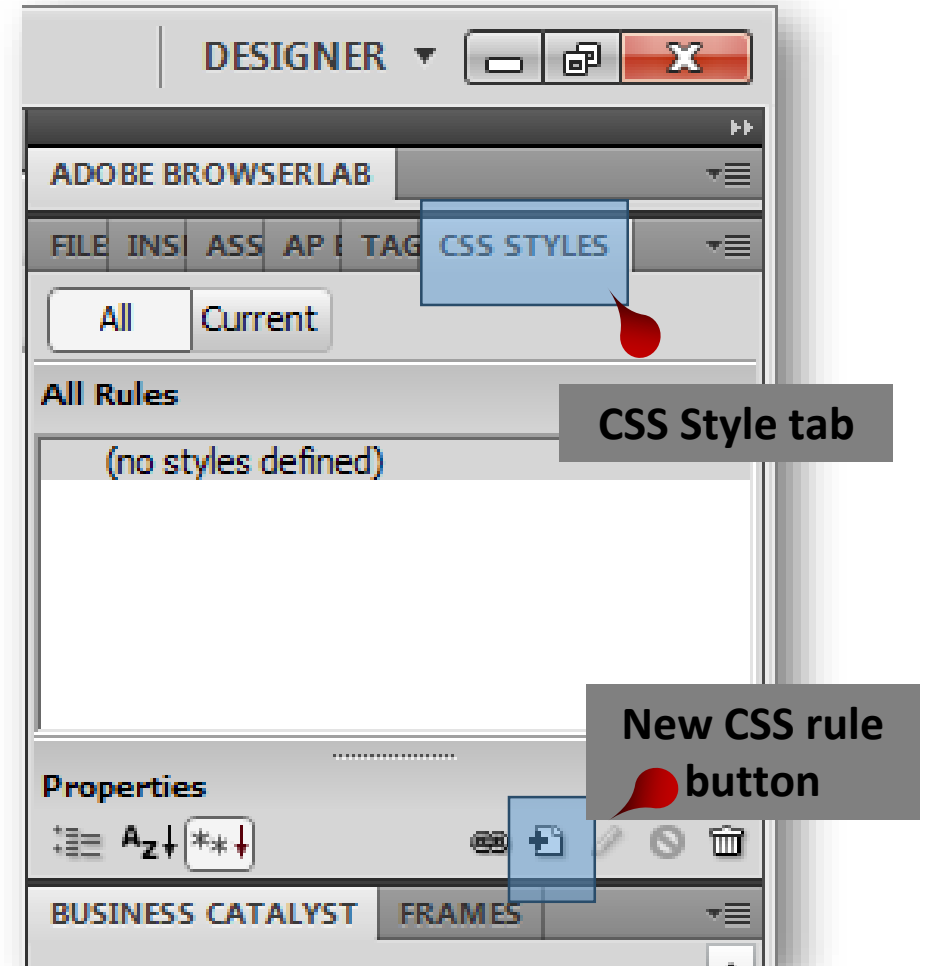 DESIGNER
ADOBE BROWSERLAB
FILE INSI ASS AP E TAG CSS STYLES
All Current
All Rules
CSS Style tab
(no styles defined)
New CSS rule
button
Properties
BUSINESS CATALYST FRAMES